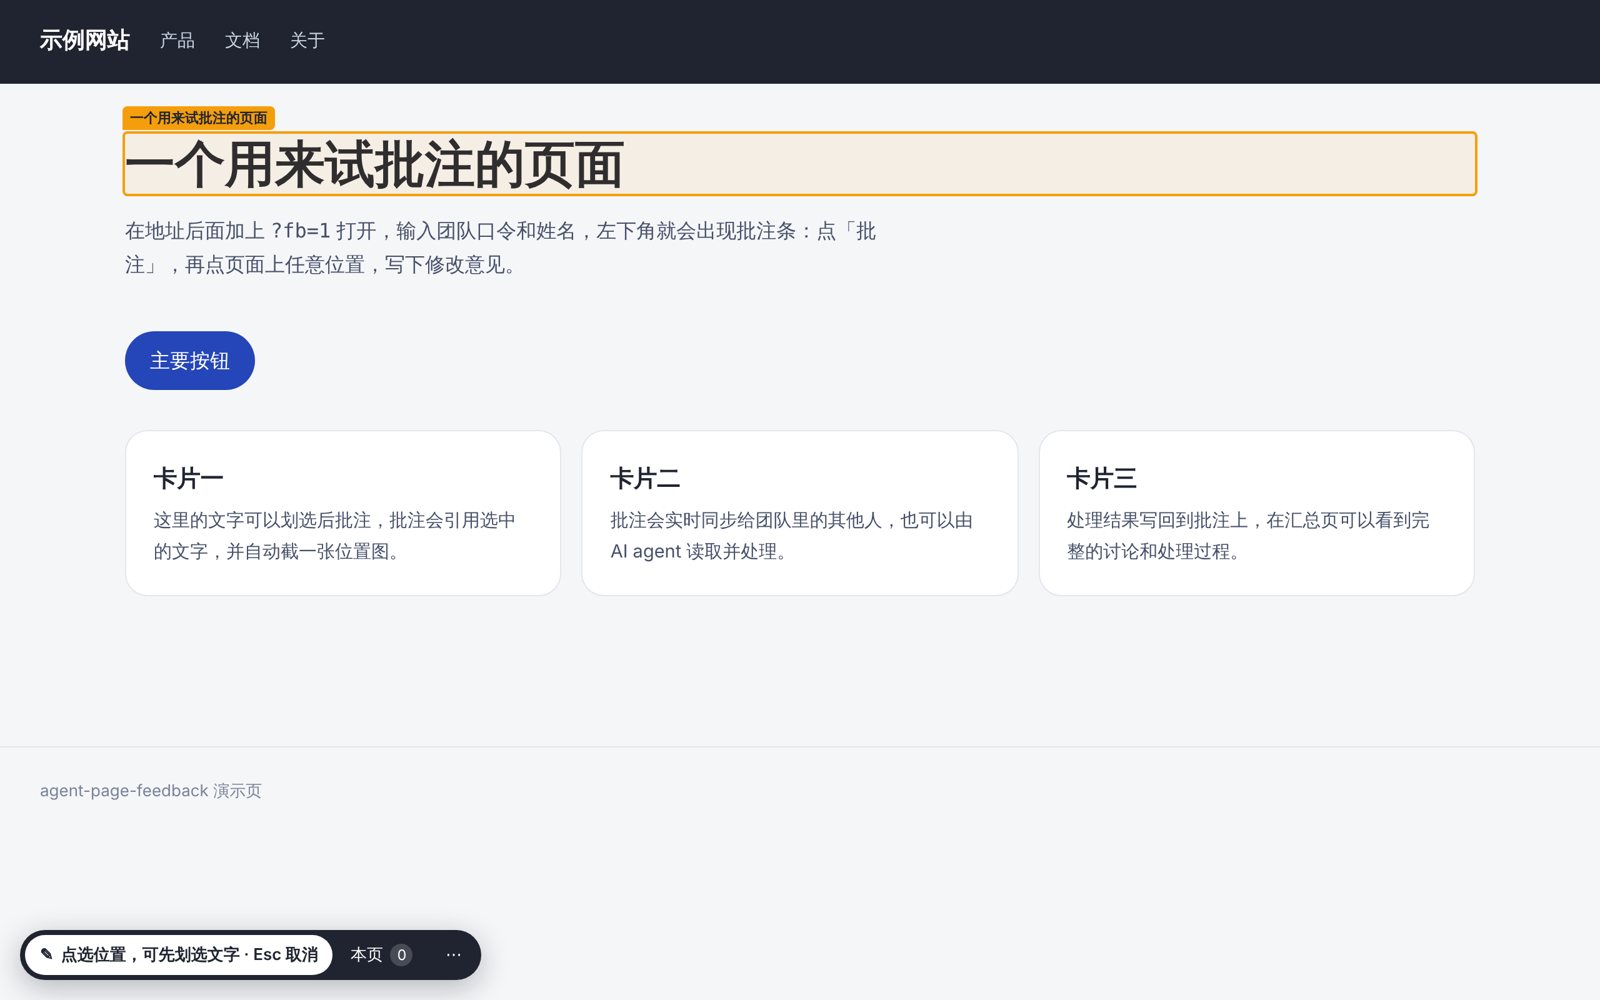 示例网站 产品 文档 关于
一个用来试批注的页面
一个用来试批注的页面
在地址后面加上 ?fb=1 打开，输入团队口令和姓名，左下角就会出现批注条：点「批
注」，再点页面上任意位置，写下修改意见。
主要按钮
卡片一
这里的文字可以划选后批注，批注会引用选中
的文字，并自动截一张位置图。
卡片二
批注会实时同步给团队里的其他人，也可以由
AI agent 读取并处理。
卡片三
处理结果写回到批注上，在汇总页可以看到完
整的讨论和处理过程。
agent-page-feedback 演示页
✎ 点选位置，可先划选文字 · Esc 取消 本页 0 ···